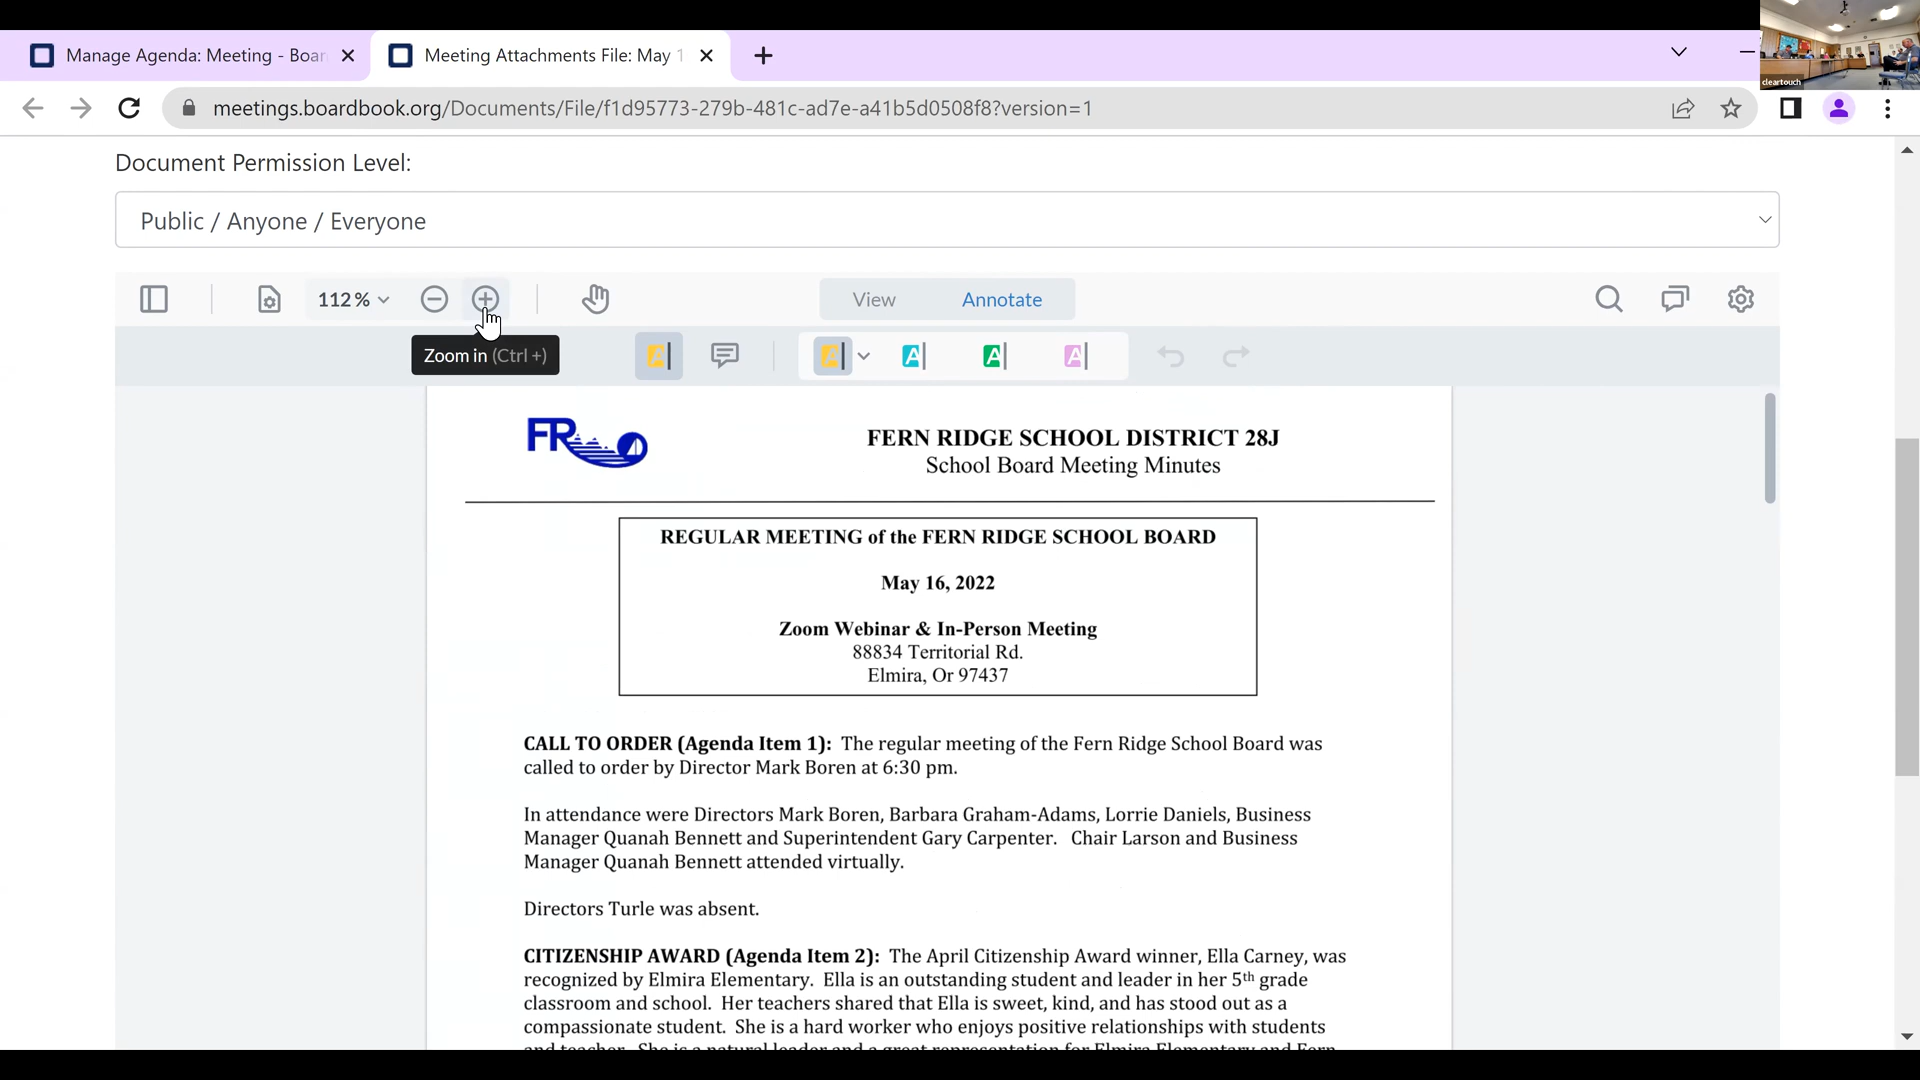 Manage Agenda: Meeting - Boar
Meeting Attachments File: May 1
cleartouch
meetings.boardbook.org/Documents/File/f1d95773-279b-481c-ad7e-a41b5d0508f8?version=1
Document Permission Level:
Public / Anyone / Everyone
112 %
View
Annotate
Zoom in (Ctrl +)
FR
FERN RIDGE SCHOOL DISTRICT 28J
School Board Meeting Minutes
REGULAR MEETING of the FERN RIDGE SCHOOL BOARD
May 16, 2022
Zoom Webinar & In-Person Meeting
88834 Territorial Rd.
Elmira, Or 97437
CALL TO ORDER (Agenda Item 1): The regular meeting of the Fern Ridge School Board was
called to order by Director Mark Boren at 6:30 pm.
In attendance were Directors Mark Boren, Barbara Graham-Adams, Lorrie Daniels, Business
Manager Quanah Bennett and Superintendent Gary Carpenter. Chair Larson and Business
Manager Quanah Bennett attended virtually.
Directors Turle was absent.
CITIZENSHIP AWARD (Agenda Item 2): The April Citizenship Award winner, Ella Carney, was
recognized by Elmira Elementary. Ella is an outstanding student and leader in her 5th grade
classroom and school. Her teachers shared that Ella is sweet, kind, and has stood out as a
compassionate student. She is a hard worker who enjoys positive relationships with students
and teacher. She is a natural leader and a great representation for Elmira Elementary and Fern